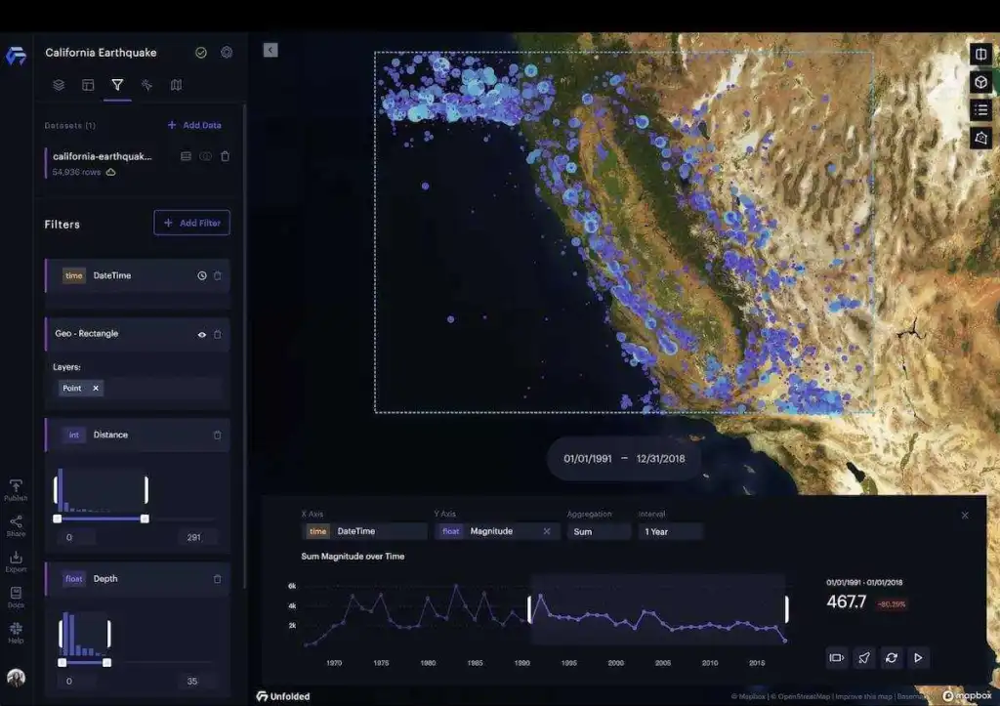 California Earthquake
Datasets (1)
+ Add Data
california-earthquak...
54,936 rows
Filters
+ Add Filter
time DateTime
Geo - Rectangle
Layers:
Point ×
int Distance
0 291
float Depth
0 35
Publish
Share
Export
Docs
Help
01/01/1991 – 12/31/2018
X Axis Y Axis Aggregation Interval
time DateTime float Magnitude × Sum 1 Year
Sum Magnitude over Time
6k
4k
2k
1970 1975 1980 1985 1990 1995 2000 2005 2010 2015
01/01/1991 - 01/01/2018
467.7 -80.29%
Unfolded
© Mapbox | © OpenStreetMap | Improve this map | Basemap
mapbox